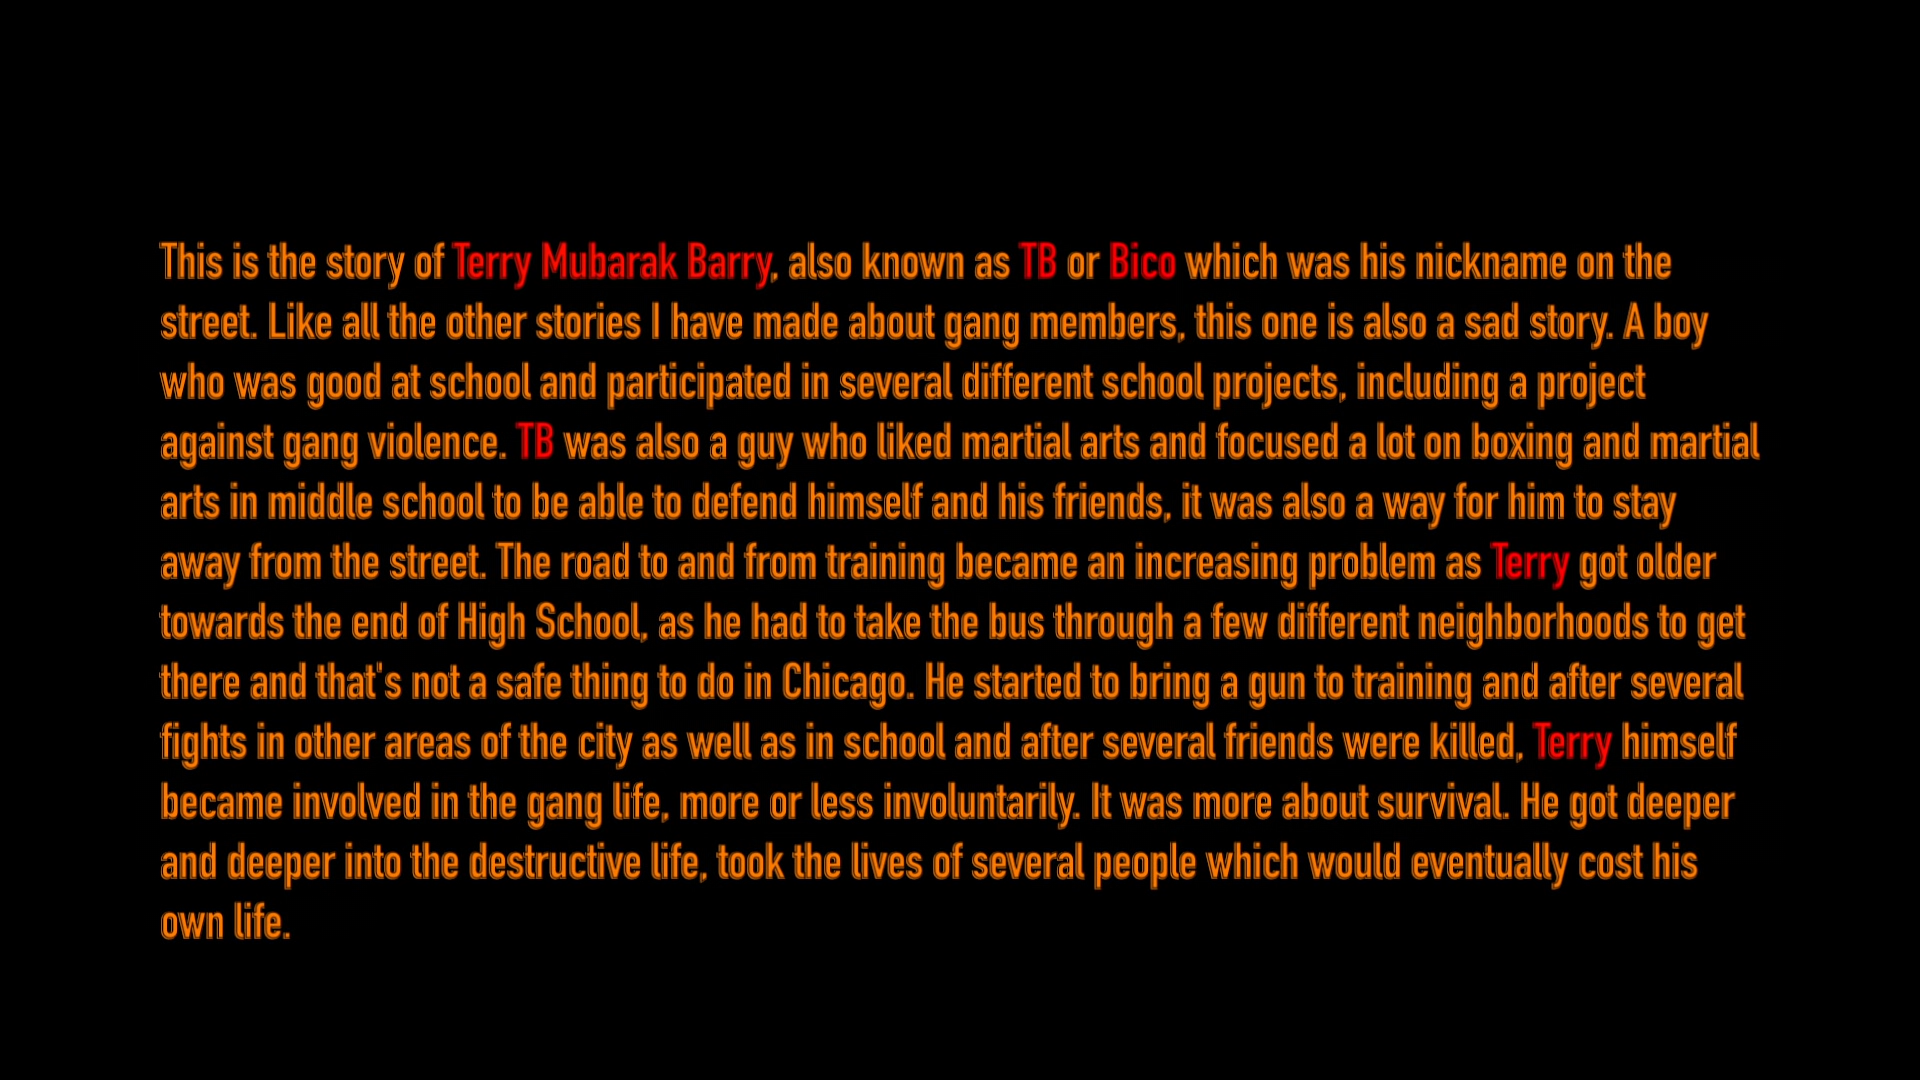 This is the story of Terry Mubarak Barry, also known as TB or Bico which was his nickname on the
street. Like all the other stories I have made about gang members, this one is also a sad story. A boy
who was good at school and participated in several different school projects, including a project
against gang violence. TB was also a guy who liked martial arts and focused a lot on boxing and martial
arts in middle school to be able to defend himself and his friends, it was also a way for him to stay
away from the street. The road to and from training became an increasing problem as Terry got older
towards the end of High School, as he had to take the bus through a few different neighborhoods to get
there and that's not a safe thing to do in Chicago. He started to bring a gun to training and after several
fights in other areas of the city as well as in school and after several friends were killed, Terry himself
became involved in the gang life, more or less involuntarily. It was more about survival. He got deeper
and deeper into the destructive life, took the lives of several people which would eventually cost his
own life.